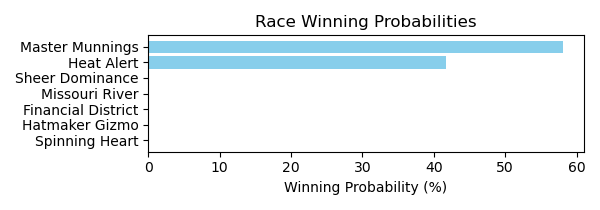 Race Winning Probabilities
Master Munnings
Heat Alert
Sheer Dominance
Missouri River
Financial District
Hatmaker Gizmo
Spinning Heart
0 10 20 30 40 50 60
Winning Probability (%)